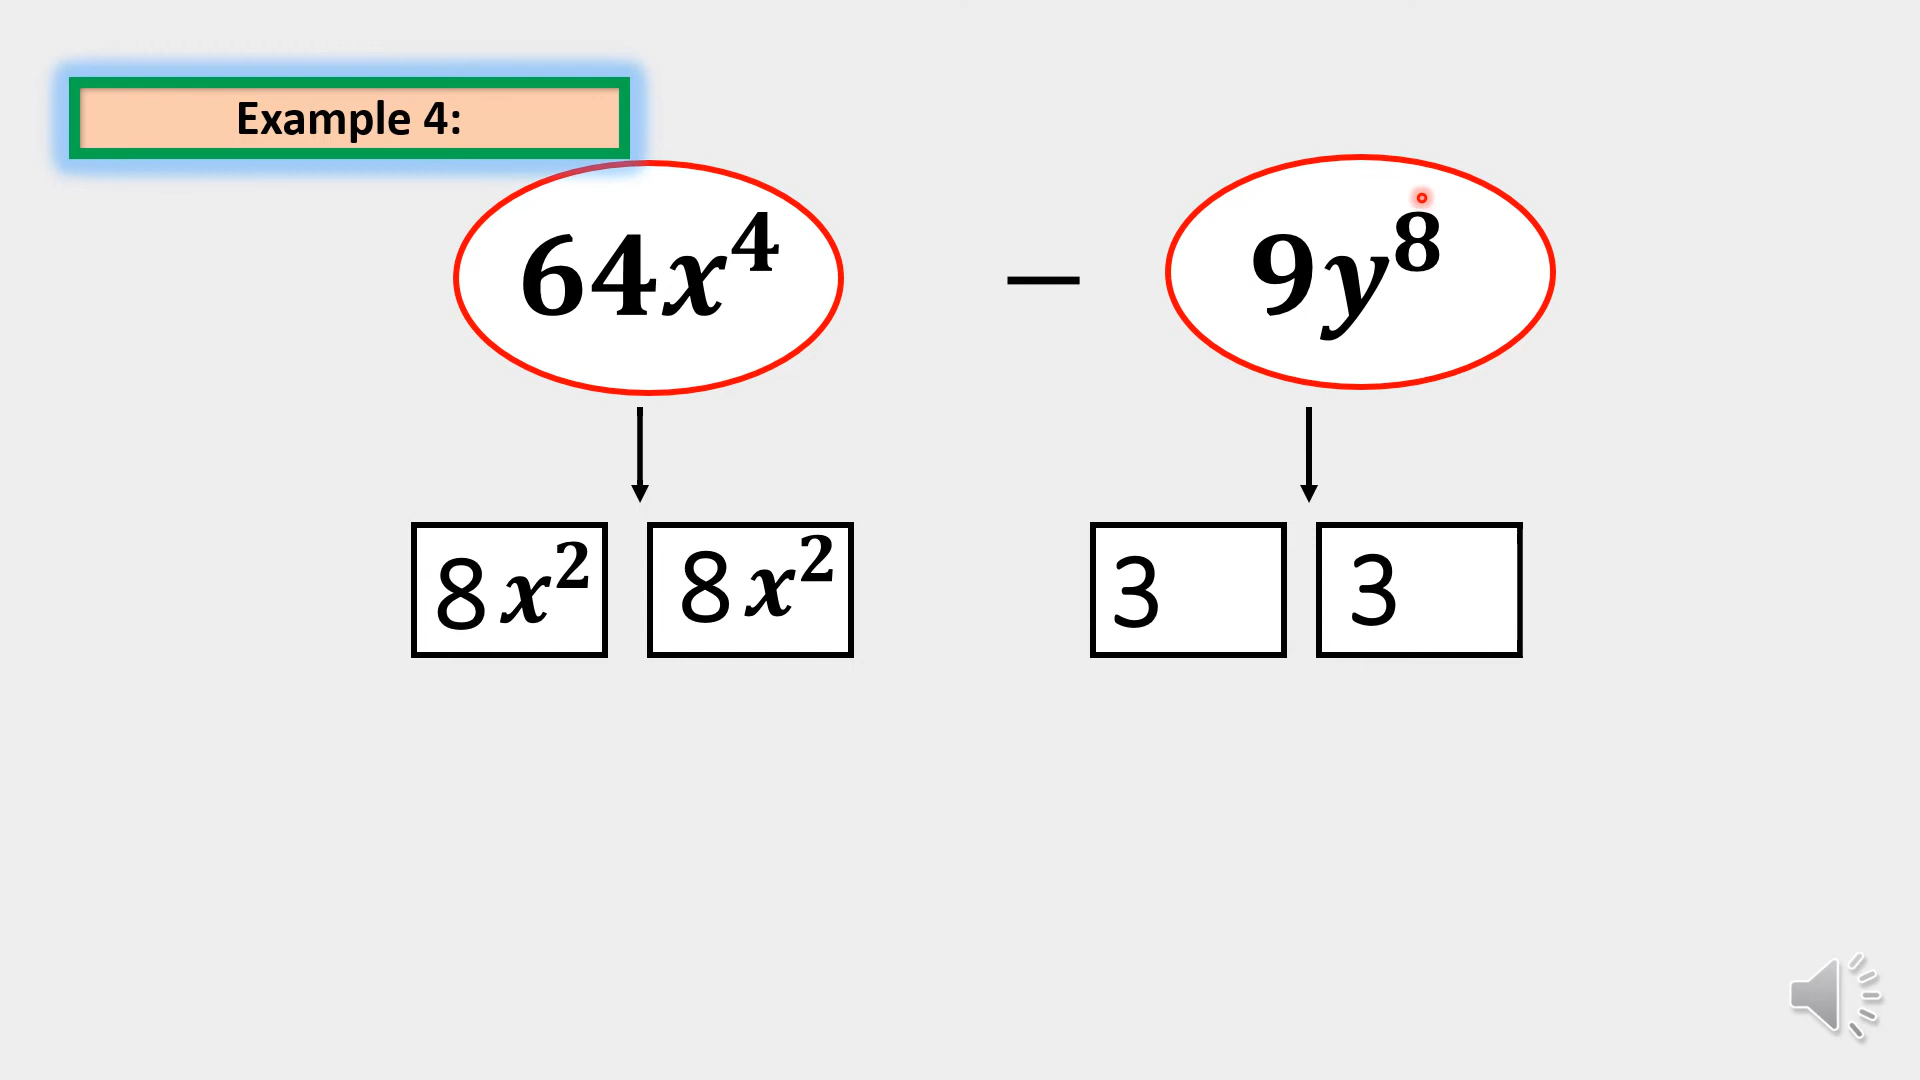 Example 4:
64x⁴ — 9y⁸
8x² 8x² 3 3